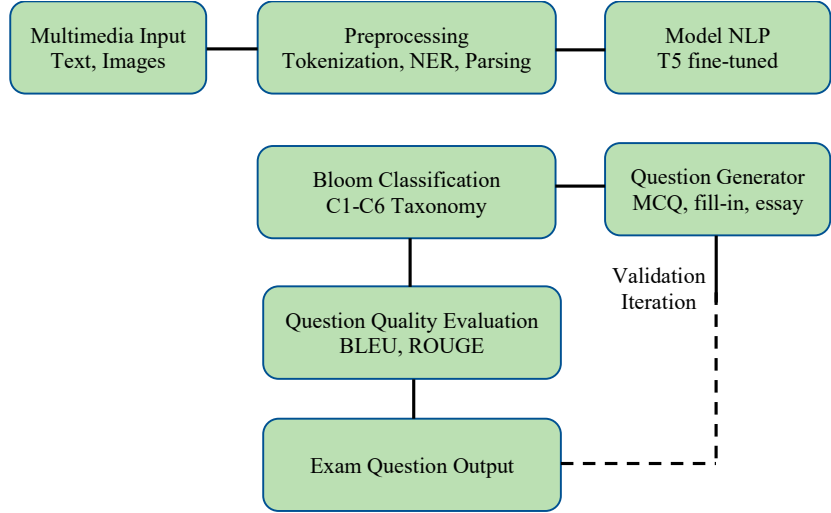 Multimedia Input
Text, Images
Preprocessing
Tokenization, NER, Parsing
Model NLP
T5 fine-tuned
Bloom Classification
C1-C6 Taxonomy
Question Generator
MCQ, fill-in, essay
Validation
Iteration
Question Quality Evaluation
BLEU, ROUGE
Exam Question Output